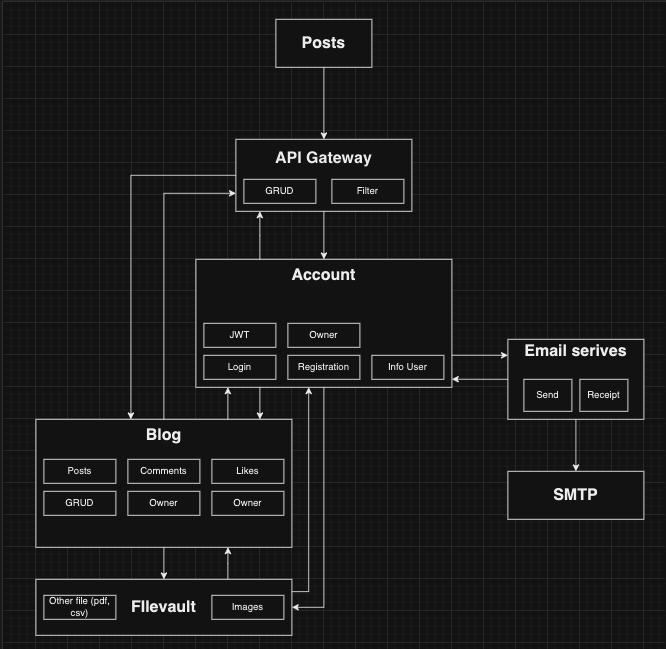 Posts
API Gateway
GRUD
Filter
Account
JWT
Owner
Login
Registration
Info User
Email serives
Send
Receipt
SMTP
Blog
Posts
Comments
Likes
GRUD
Owner
Owner
FIlevault
Other file (pdf,
csv)
Images